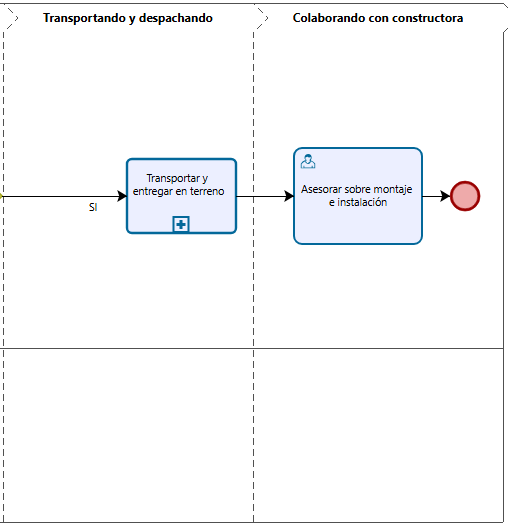 Transportando y despachando
Colaborando con constructora
Transportar y
entregar en terreno
SI
Asesorar sobre montaje
e instalación